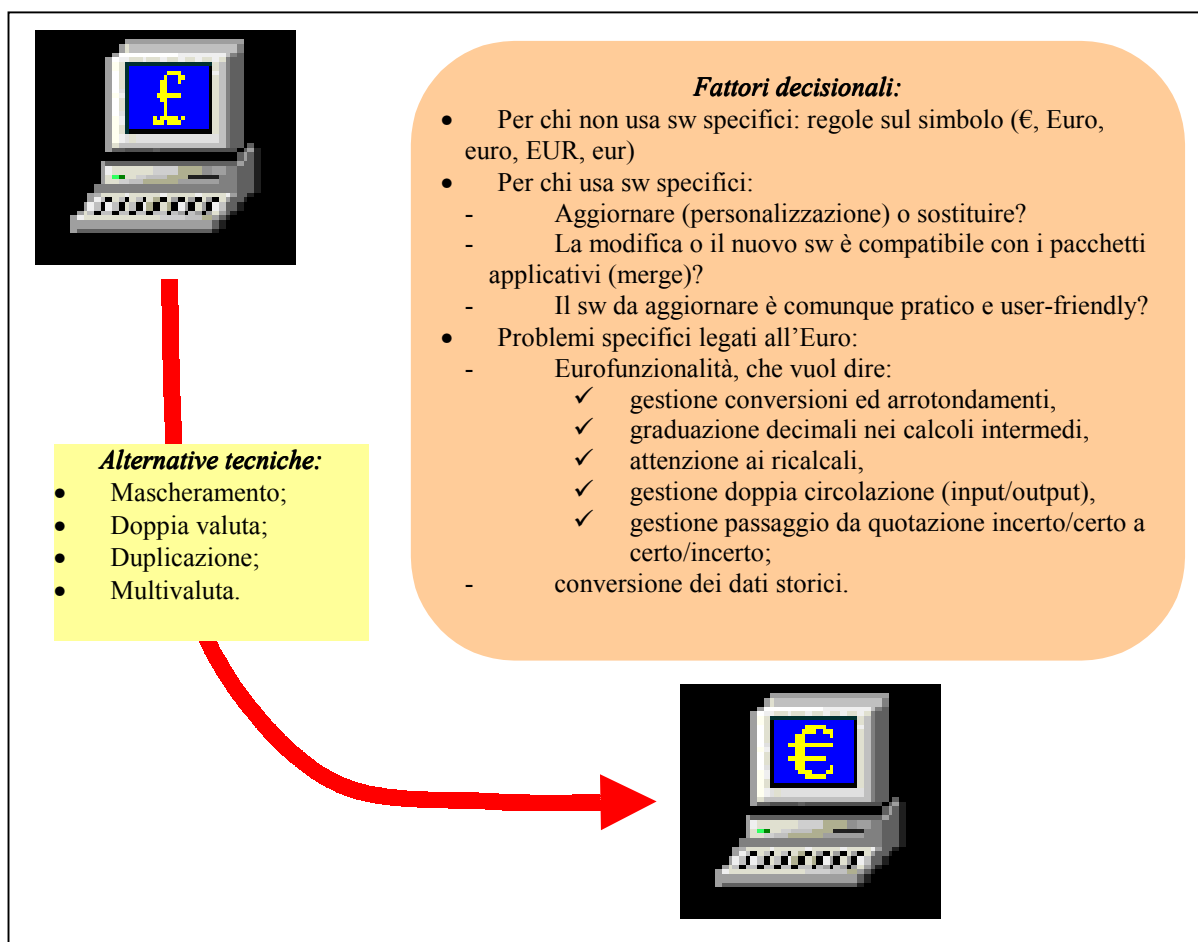 £
Fattori decisionali:
• Per chi non usa sw specifici: regole sul simbolo (€, Euro,
euro, EUR, eur)
• Per chi usa sw specifici:
- Aggiornare (personalizzazione) o sostituire?
- La modifica o il nuovo sw è compatibile con i pacchetti
applicativi (merge)?
- Il sw da aggiornare è comunque pratico e user-friendly?
• Problemi specifici legati all’Euro:
- Eurofunzionalità, che vuol dire:
✓ gestione conversioni ed arrotondamenti,
✓ graduazione decimali nei calcoli intermedi,
✓ attenzione ai ricalcali,
✓ gestione doppia circolazione (input/output),
✓ gestione passaggio da quotazione incerto/certo a
certo/incerto;
- conversione dei dati storici.
Alternative tecniche:
• Mascheramento;
• Doppia valuta;
• Duplicazione;
• Multivaluta.
€